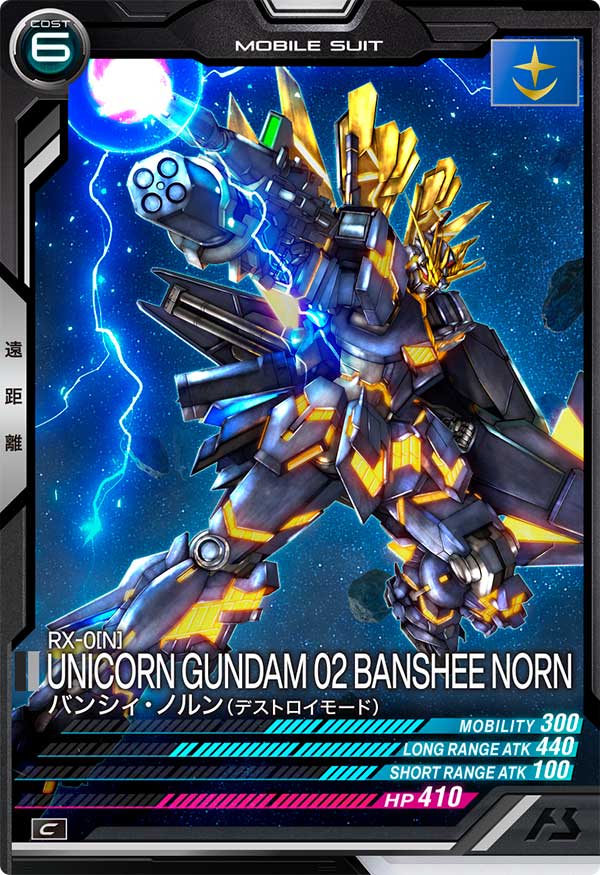 COST
6
MOBILE SUIT
遠距離
RX-0[N]
UNICORN GUNDAM 02 BANSHEE NORN
バンシィ・ノルン(デストロイモード)
MOBILITY 300
LONG RANGE ATK 440
SHORT RANGE ATK 100
HP 410
C